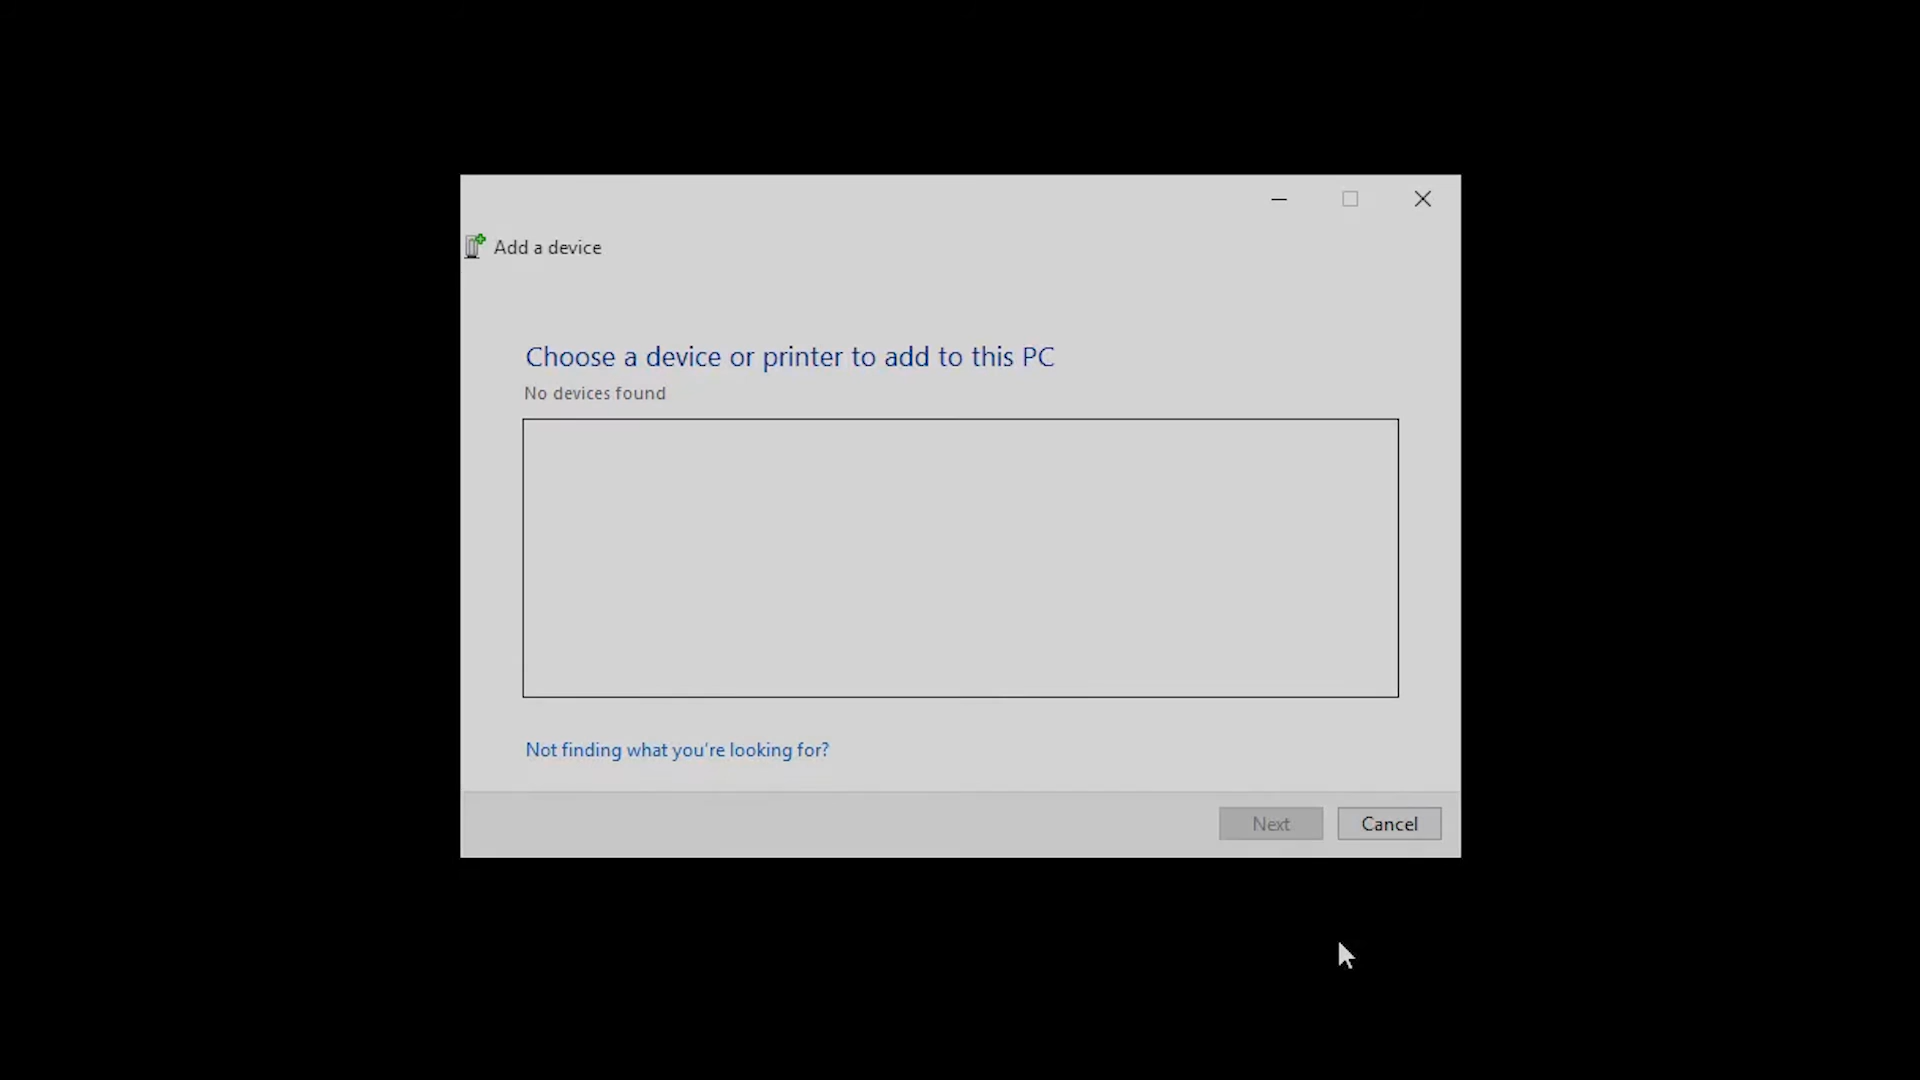 Add a device
Choose a device or printer to add to this PC
No devices found
Not finding what you're looking for?
Next
Cancel